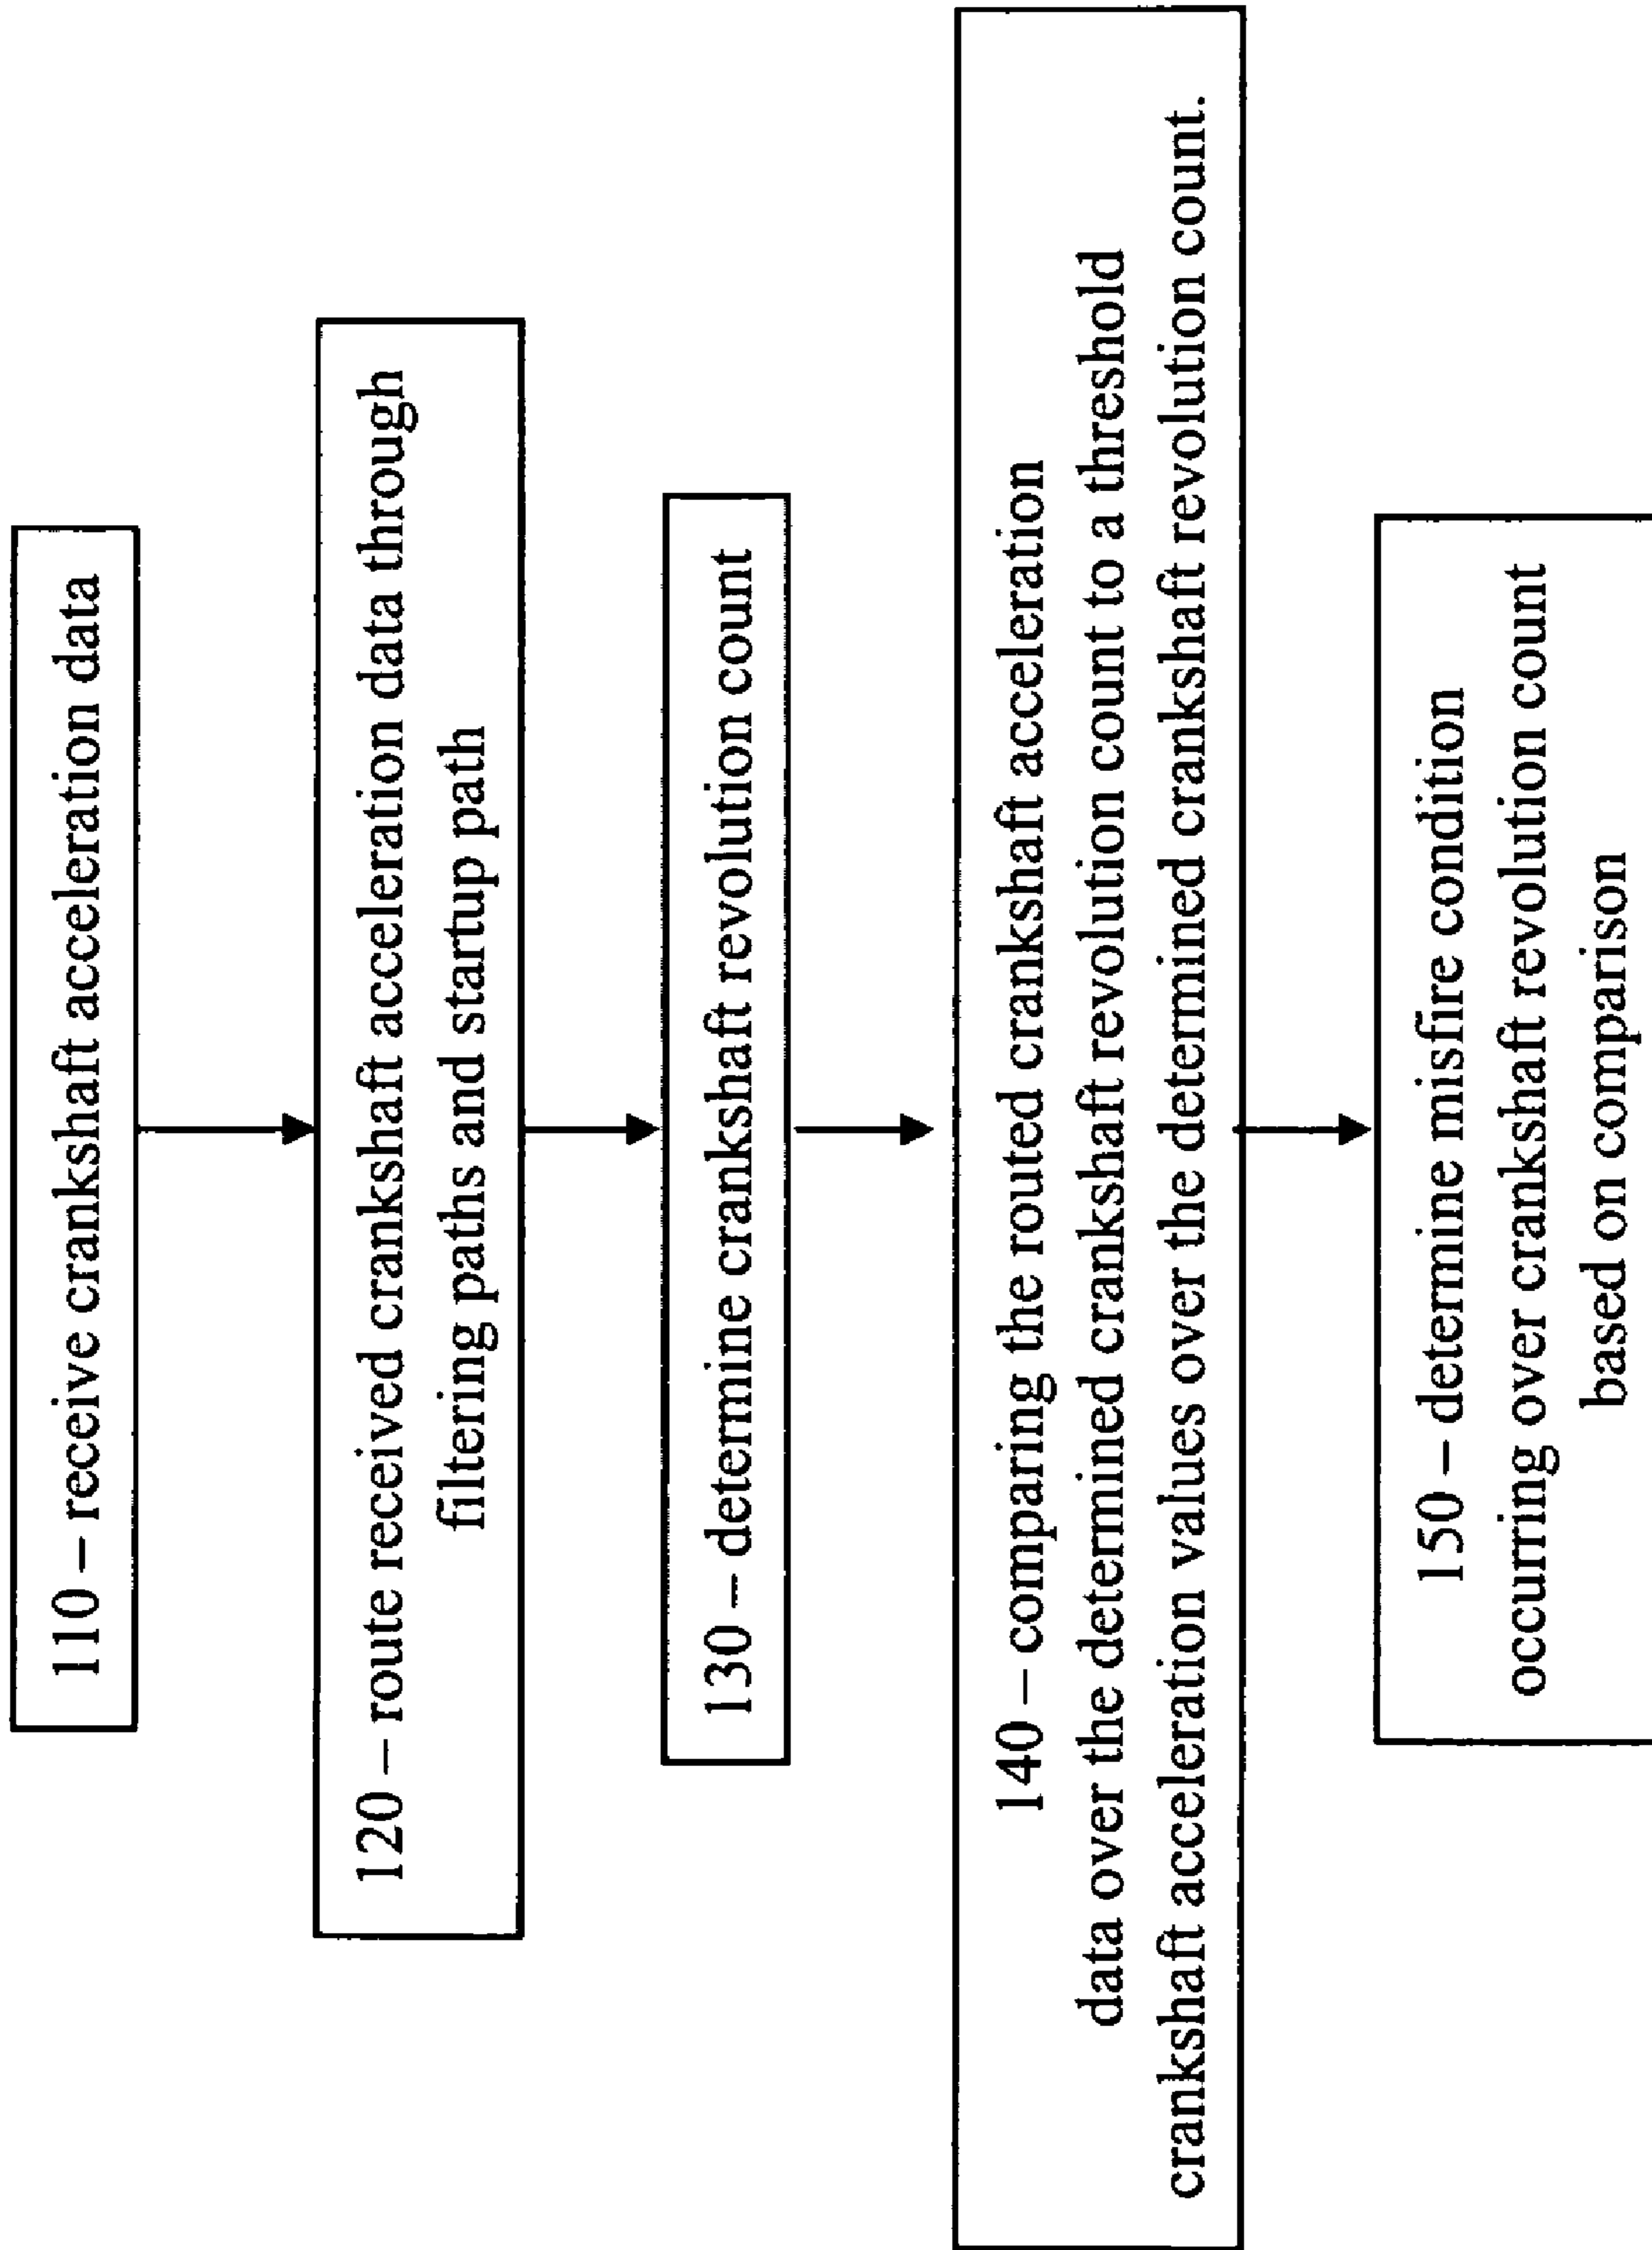 110 – receive crankshaft acceleration data
120 – route received crankshaft acceleration data through
filtering paths and startup path
130 – determine crankshaft revolution count
140 – comparing the routed crankshaft acceleration
data over the determined crankshaft revolution count to a threshold
crankshaft acceleration values over the determined crankshaft revolution count.
150 – determine misfire condition
occurring over crankshaft revolution count
based on comparison